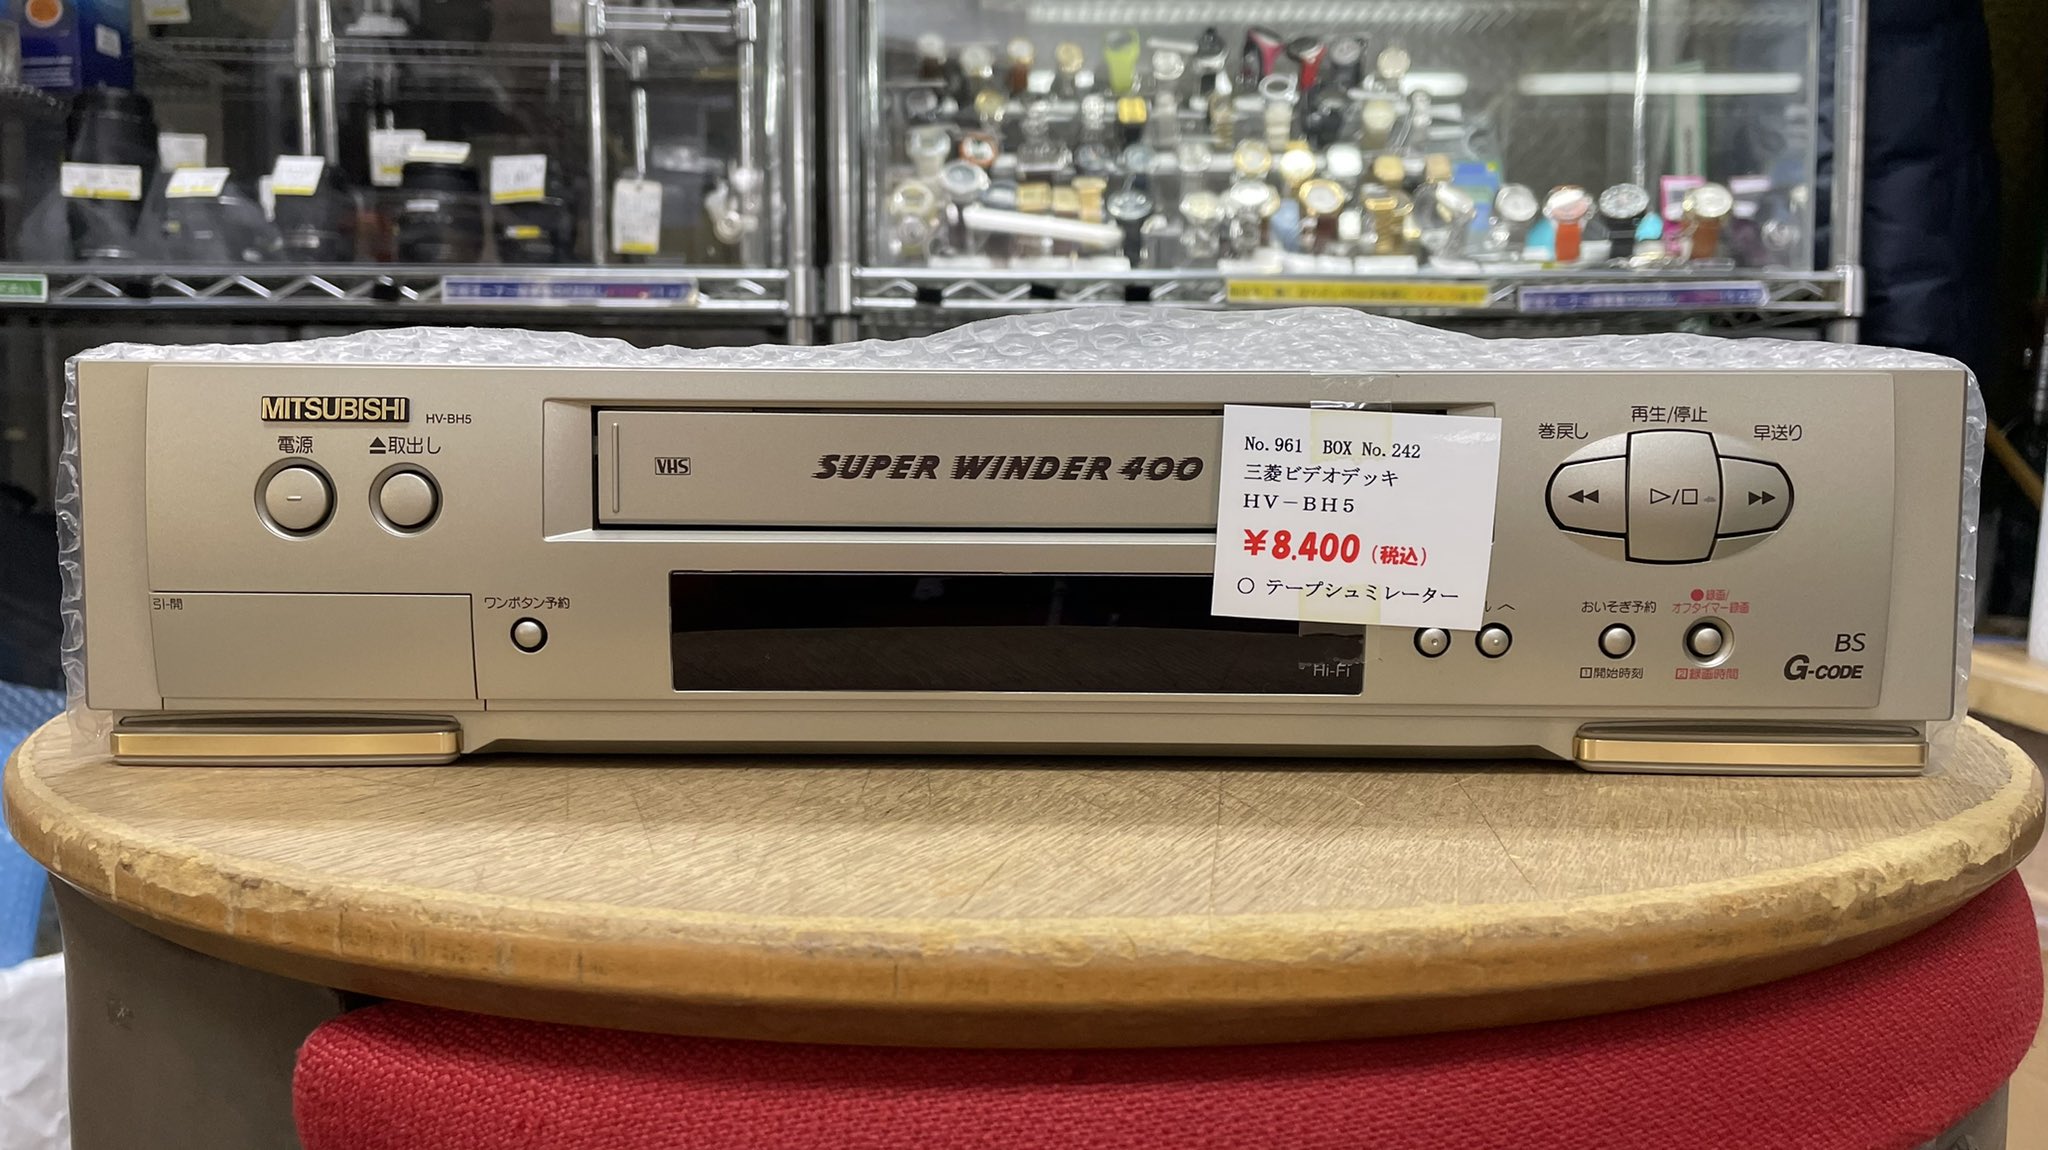 MITSUBISHI HV-BH5
電源
▲取出し
VHS
SUPER WINDER 400
No.961 BOX No.242
三菱ビデオデッキ
HV-BH5
¥8.400(税込)
○ テープシュミレーター
再生/停止
巻戻し
早送り
▷/□
引-開
ワンボタン予約
Hi-Fi
おいそぎ予約
●録画/
オフタイマー録画
1開始時刻
2録画時間
BS
G-CODE